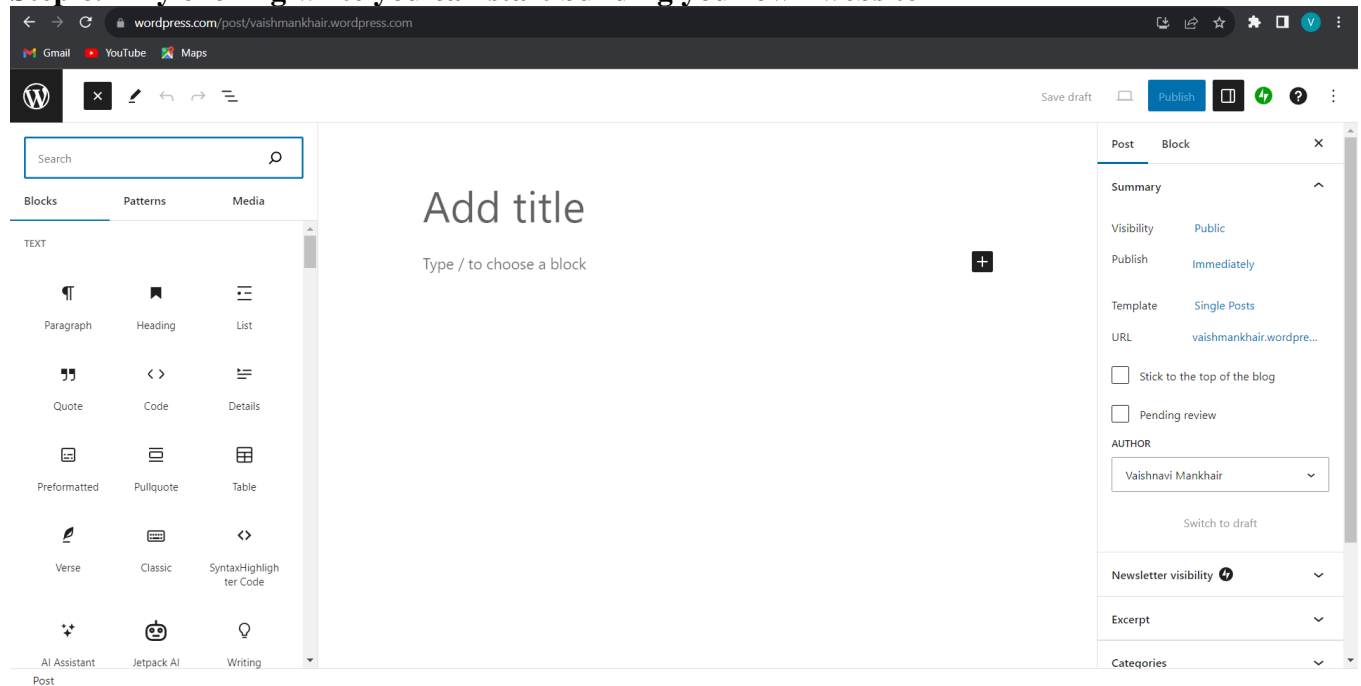 wordpress.com/post/vaishmankhair.wordpress.com
V
Gmail YouTube Maps
Save draft Publish
Search
Blocks Patterns Media
TEXT
Paragraph Heading List
Quote Code Details
Preformatted Pullquote Table
Verse Classic SyntaxHighligh
ter Code
AI Assistant Jetpack AI Writing
Post
Add title
Type / to choose a block
Post Block
Summary
Visibility Public
Publish Immediately
Template Single Posts
URL vaishmankhair.wordpre...
Stick to the top of the blog
Pending review
AUTHOR
Vaishnavi Mankhair
Switch to draft
Newsletter visibility
Excerpt
Categories